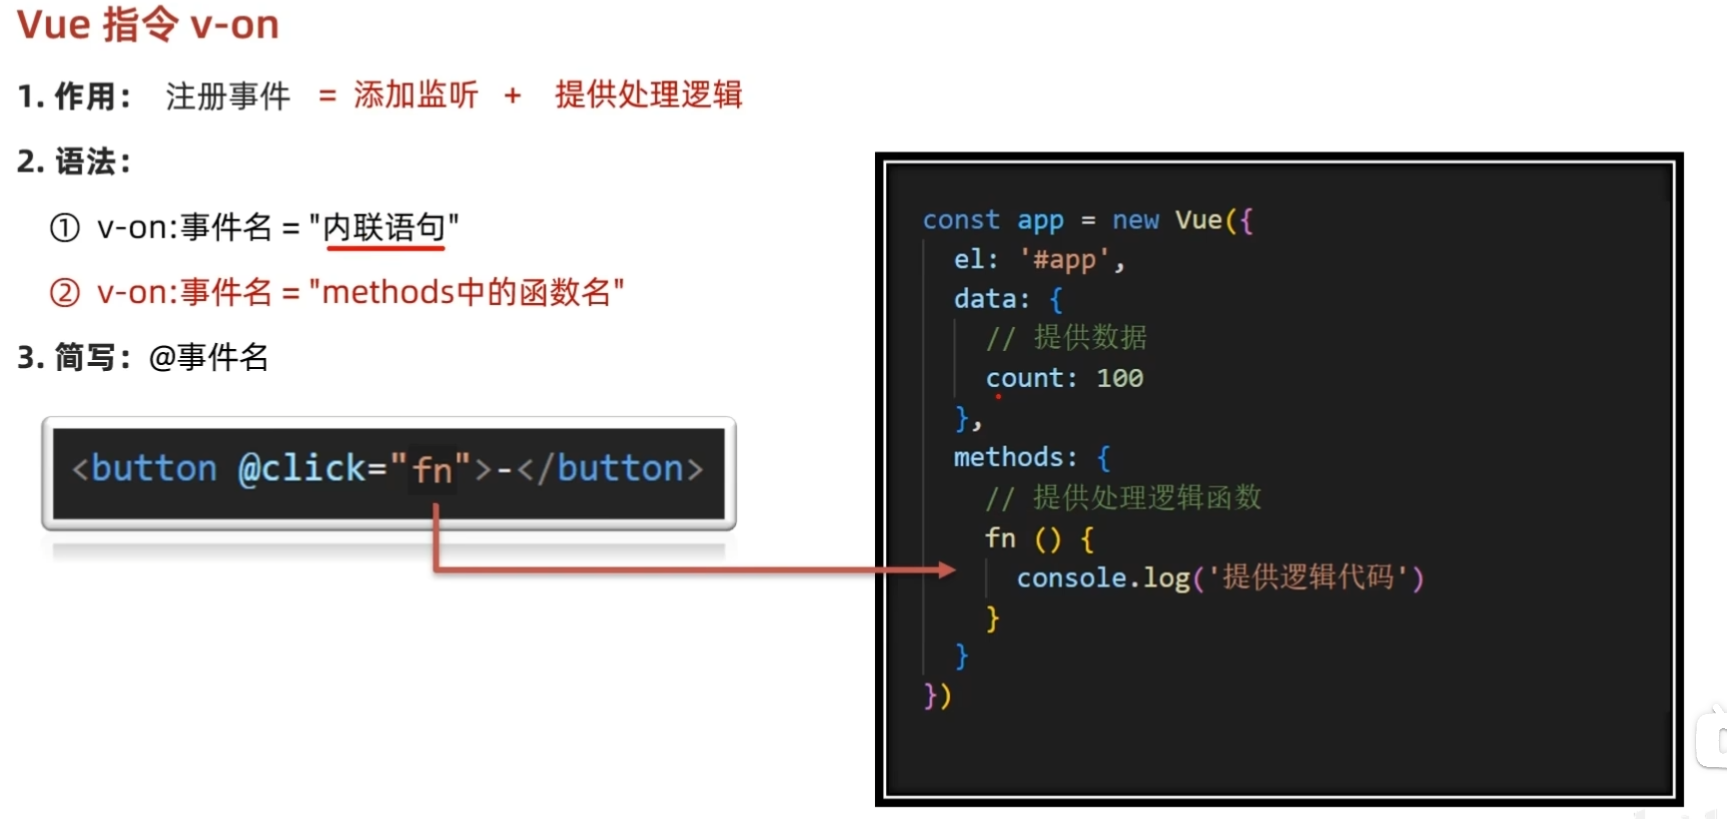 Vue 指令 v-on
1. 作用： 注册事件 = 添加监听 + 提供处理逻辑
2. 语法：
① v-on:事件名 = "内联语句"
② v-on:事件名 = "methods中的函数名"
3. 简写：@事件名
<button @click="fn">-</button>
const app = new Vue({
el: '#app',
data: {
// 提供数据
count: 100
},
methods: {
// 提供处理逻辑函数
fn () {
console.log('提供逻辑代码')
}
}
})